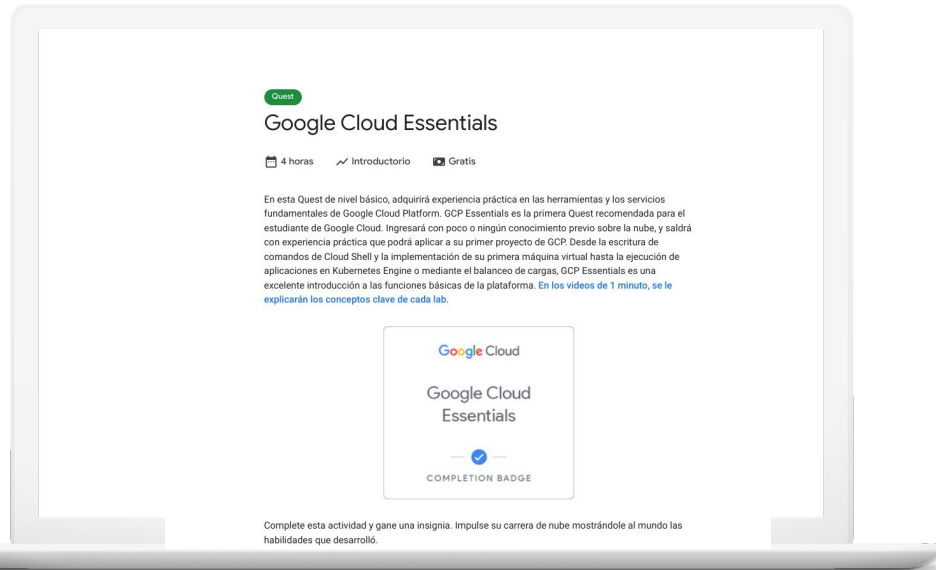 Quest
Google Cloud Essentials
4 horas Introductorio Gratis
En esta Quest de nivel básico, adquirirá experiencia práctica en las herramientas y los servicios
fundamentales de Google Cloud Platform. GCP Essentials es la primera Quest recomendada para el
estudiante de Google Cloud. Ingresará con poco o ningún conocimiento previo sobre la nube, y saldrá
con experiencia práctica que podrá aplicar a su primer proyecto de GCP. Desde la escritura de
comandos de Cloud Shell y la implementación de su primera máquina virtual hasta la ejecución de
aplicaciones en Kubernetes Engine o mediante el balanceo de cargas, GCP Essentials es una
excelente introducción a las funciones básicas de la plataforma. En los videos de 1 minuto, se le
explicarán los conceptos clave de cada lab.
Google Cloud
Google Cloud
Essentials
COMPLETION BADGE
Complete esta actividad y gane una insignia. Impulse su carrera de nube mostrándole al mundo las
habilidades que desarrolló.